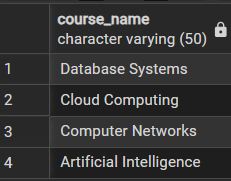 course_name
character varying (50)
1 Database Systems
2 Cloud Computing
3 Computer Networks
4 Artificial Intelligence